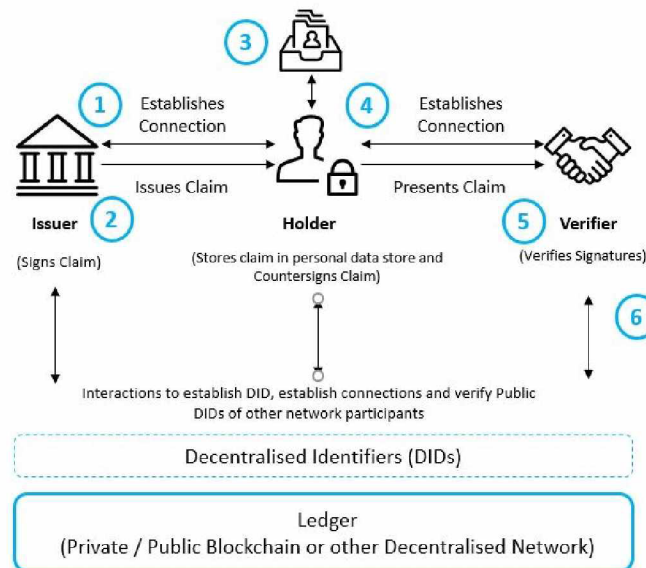 3
1
Establishes
Connection
4
Establishes
Connection
Issues Claim
Presents Claim
Issuer
2
Holder
5
Verifier
(Signs Claim)
(Stores claim in personal data store and
Countersigns Claim)
(Verifies Signatures)
6
Interactions to establish DID, establish connections and verify Public
DIDs of other network participants
Decentralised Identifiers (DIDs)
Ledger
(Private / Public Blockchain or other Decentralised Network)